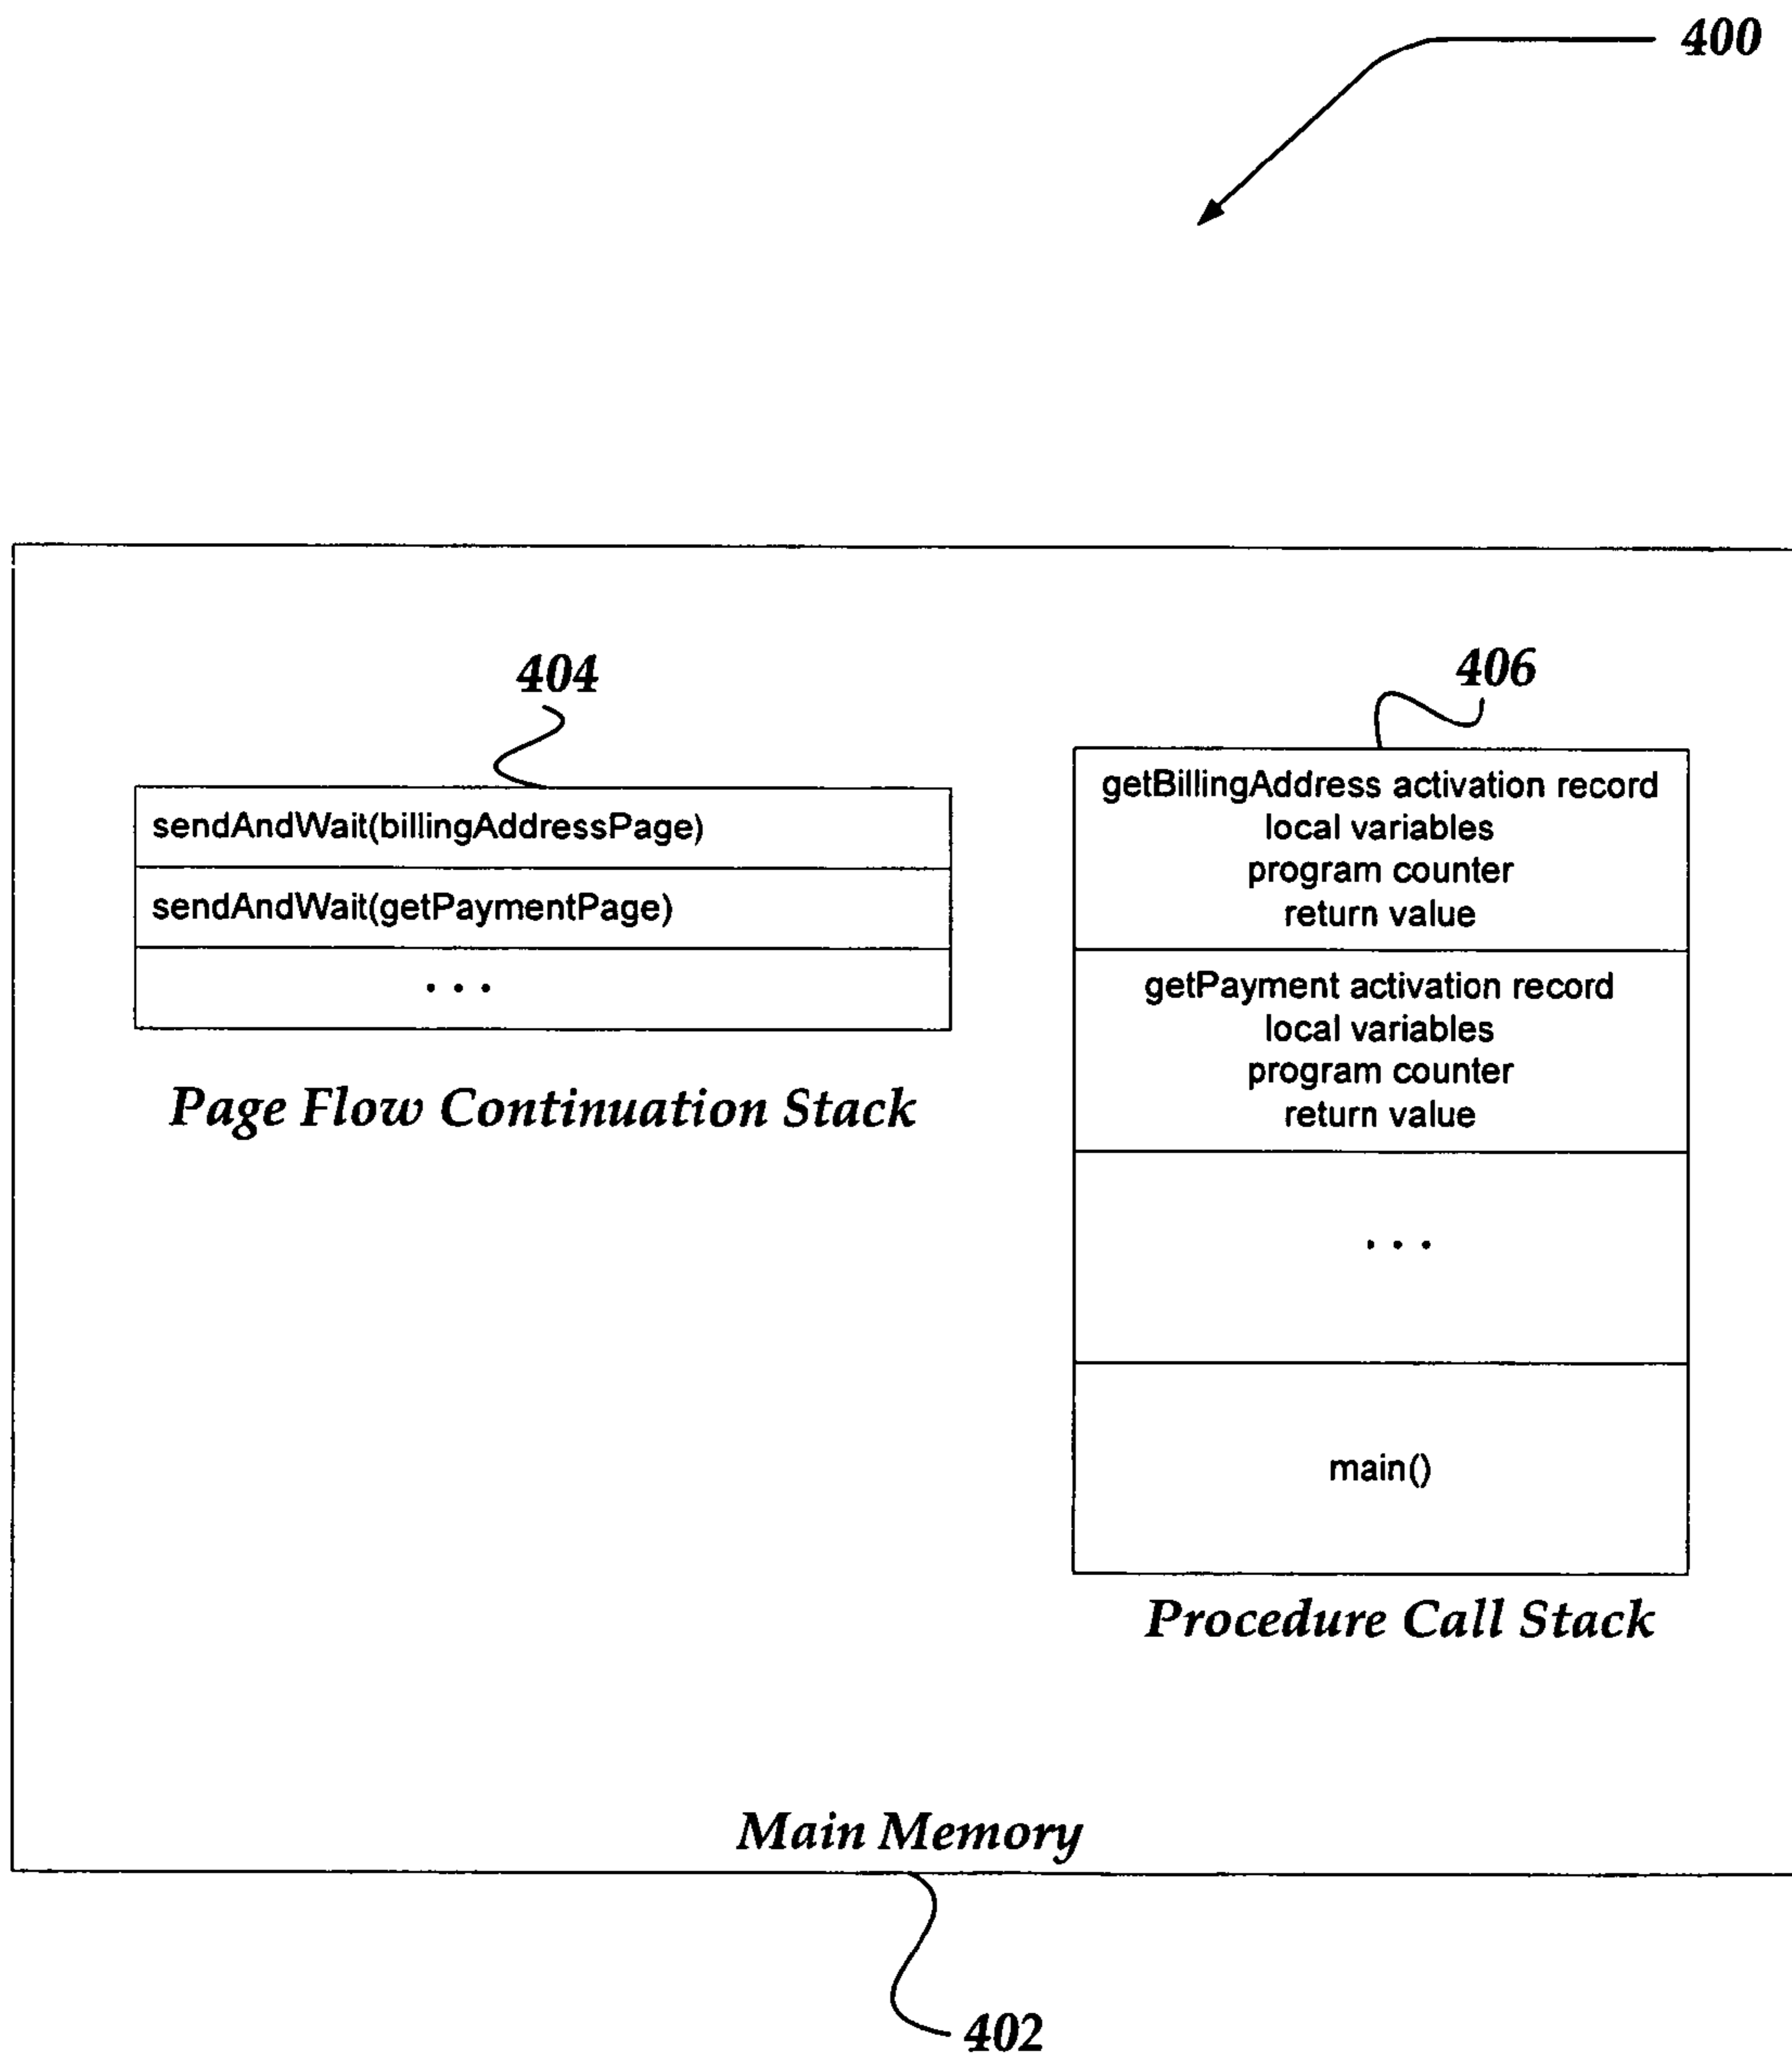 400
404
sendAndWait(billingAddressPage)
sendAndWait(getPaymentPage)
...
Page Flow Continuation Stack
406
getBillingAddress activation record
local variables
program counter
return value
getPayment activation record
local variables
program counter
return value
...
main()
Procedure Call Stack
Main Memory
402